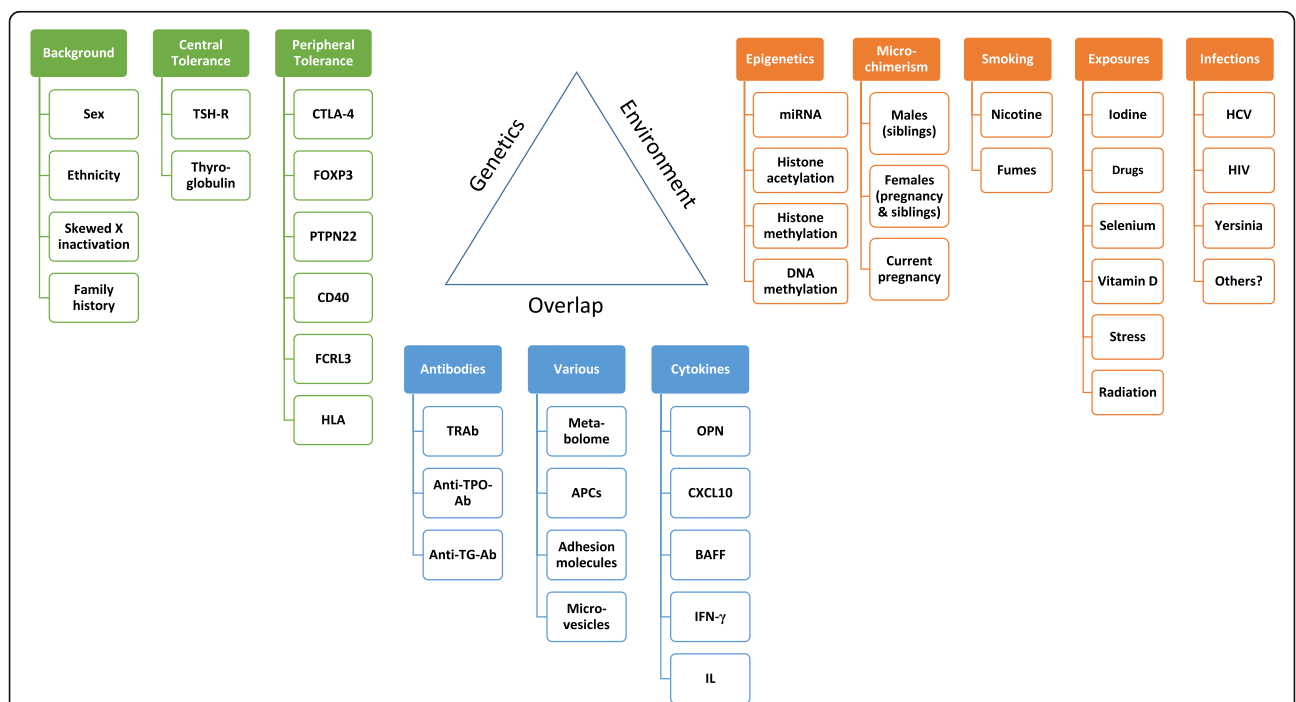 Background
Sex
Ethnicity
Skewed X
inactivation
Family
history
Central
Tolerance
TSH-R
Thyro-
globulin
Peripheral
Tolerance
CTLA-4
FOXP3
PTPN22
CD40
FCRL3
HLA
Genetics
Environment
Overlap
Epigenetics
miRNA
Histone
acetylation
Histone
methylation
DNA
methylation
Micro-
chimerism
Males
(siblings)
Females
(pregnancy
& siblings)
Current
pregnancy
Smoking
Nicotine
Fumes
Exposures
Iodine
Drugs
Selenium
Vitamin D
Stress
Radiation
Infections
HCV
HIV
Yersinia
Others?
Antibodies
TRAb
Anti-TPO-
Ab
Anti-TG-Ab
Various
Meta-
bolome
APCs
Adhesion
molecules
Micro-
vesicles
Cytokines
OPN
CXCL10
BAFF
IFN-γ
IL